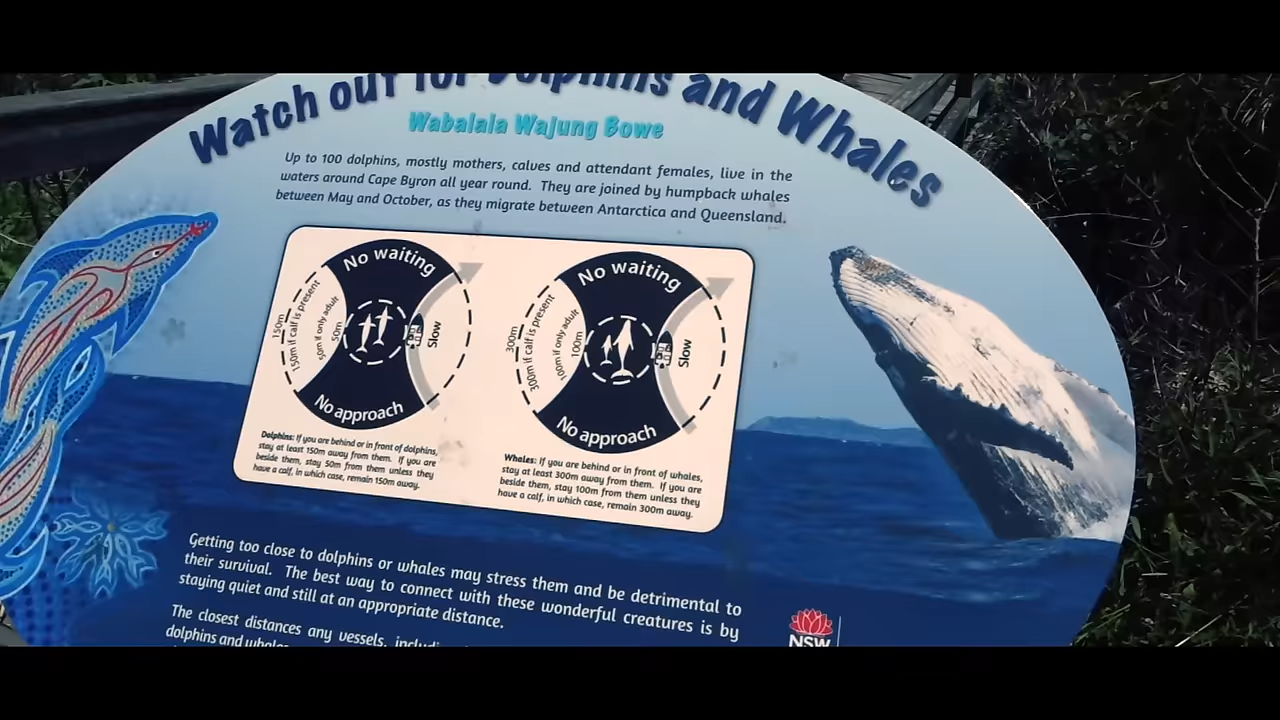 Watch out for Dolphins and Whales
Wabalala Wajung Bowe
Up to 100 dolphins, mostly mothers, calves and attendant females, live in the
waters around Cape Byron all year round. They are joined by humpback whales
between May and October, as they migrate between Antarctica and Queensland.
No waiting
150m
150m if calf is present
50m if only adult
50m
Slow
No approach
Dolphins: If you are behind or in front of dolphins,
stay at least 150m away from them. If you are
beside them, stay 50m from them unless they
have a calf, in which case, remain 150m away.
No waiting
300m
300m if calf is present
100m if only adult
100m
Slow
No approach
Whales: If you are behind or in front of whales,
stay at least 300m away from them. If you are
beside them, stay 100m from them unless they
have a calf, in which case, remain 300m away.
Getting too close to dolphins or whales may stress them and be detrimental to
their survival. The best way to connect with these wonderful creatures is by
staying quiet and still at an appropriate distance.
The closest distances any vessels,
dolphins and
NSW